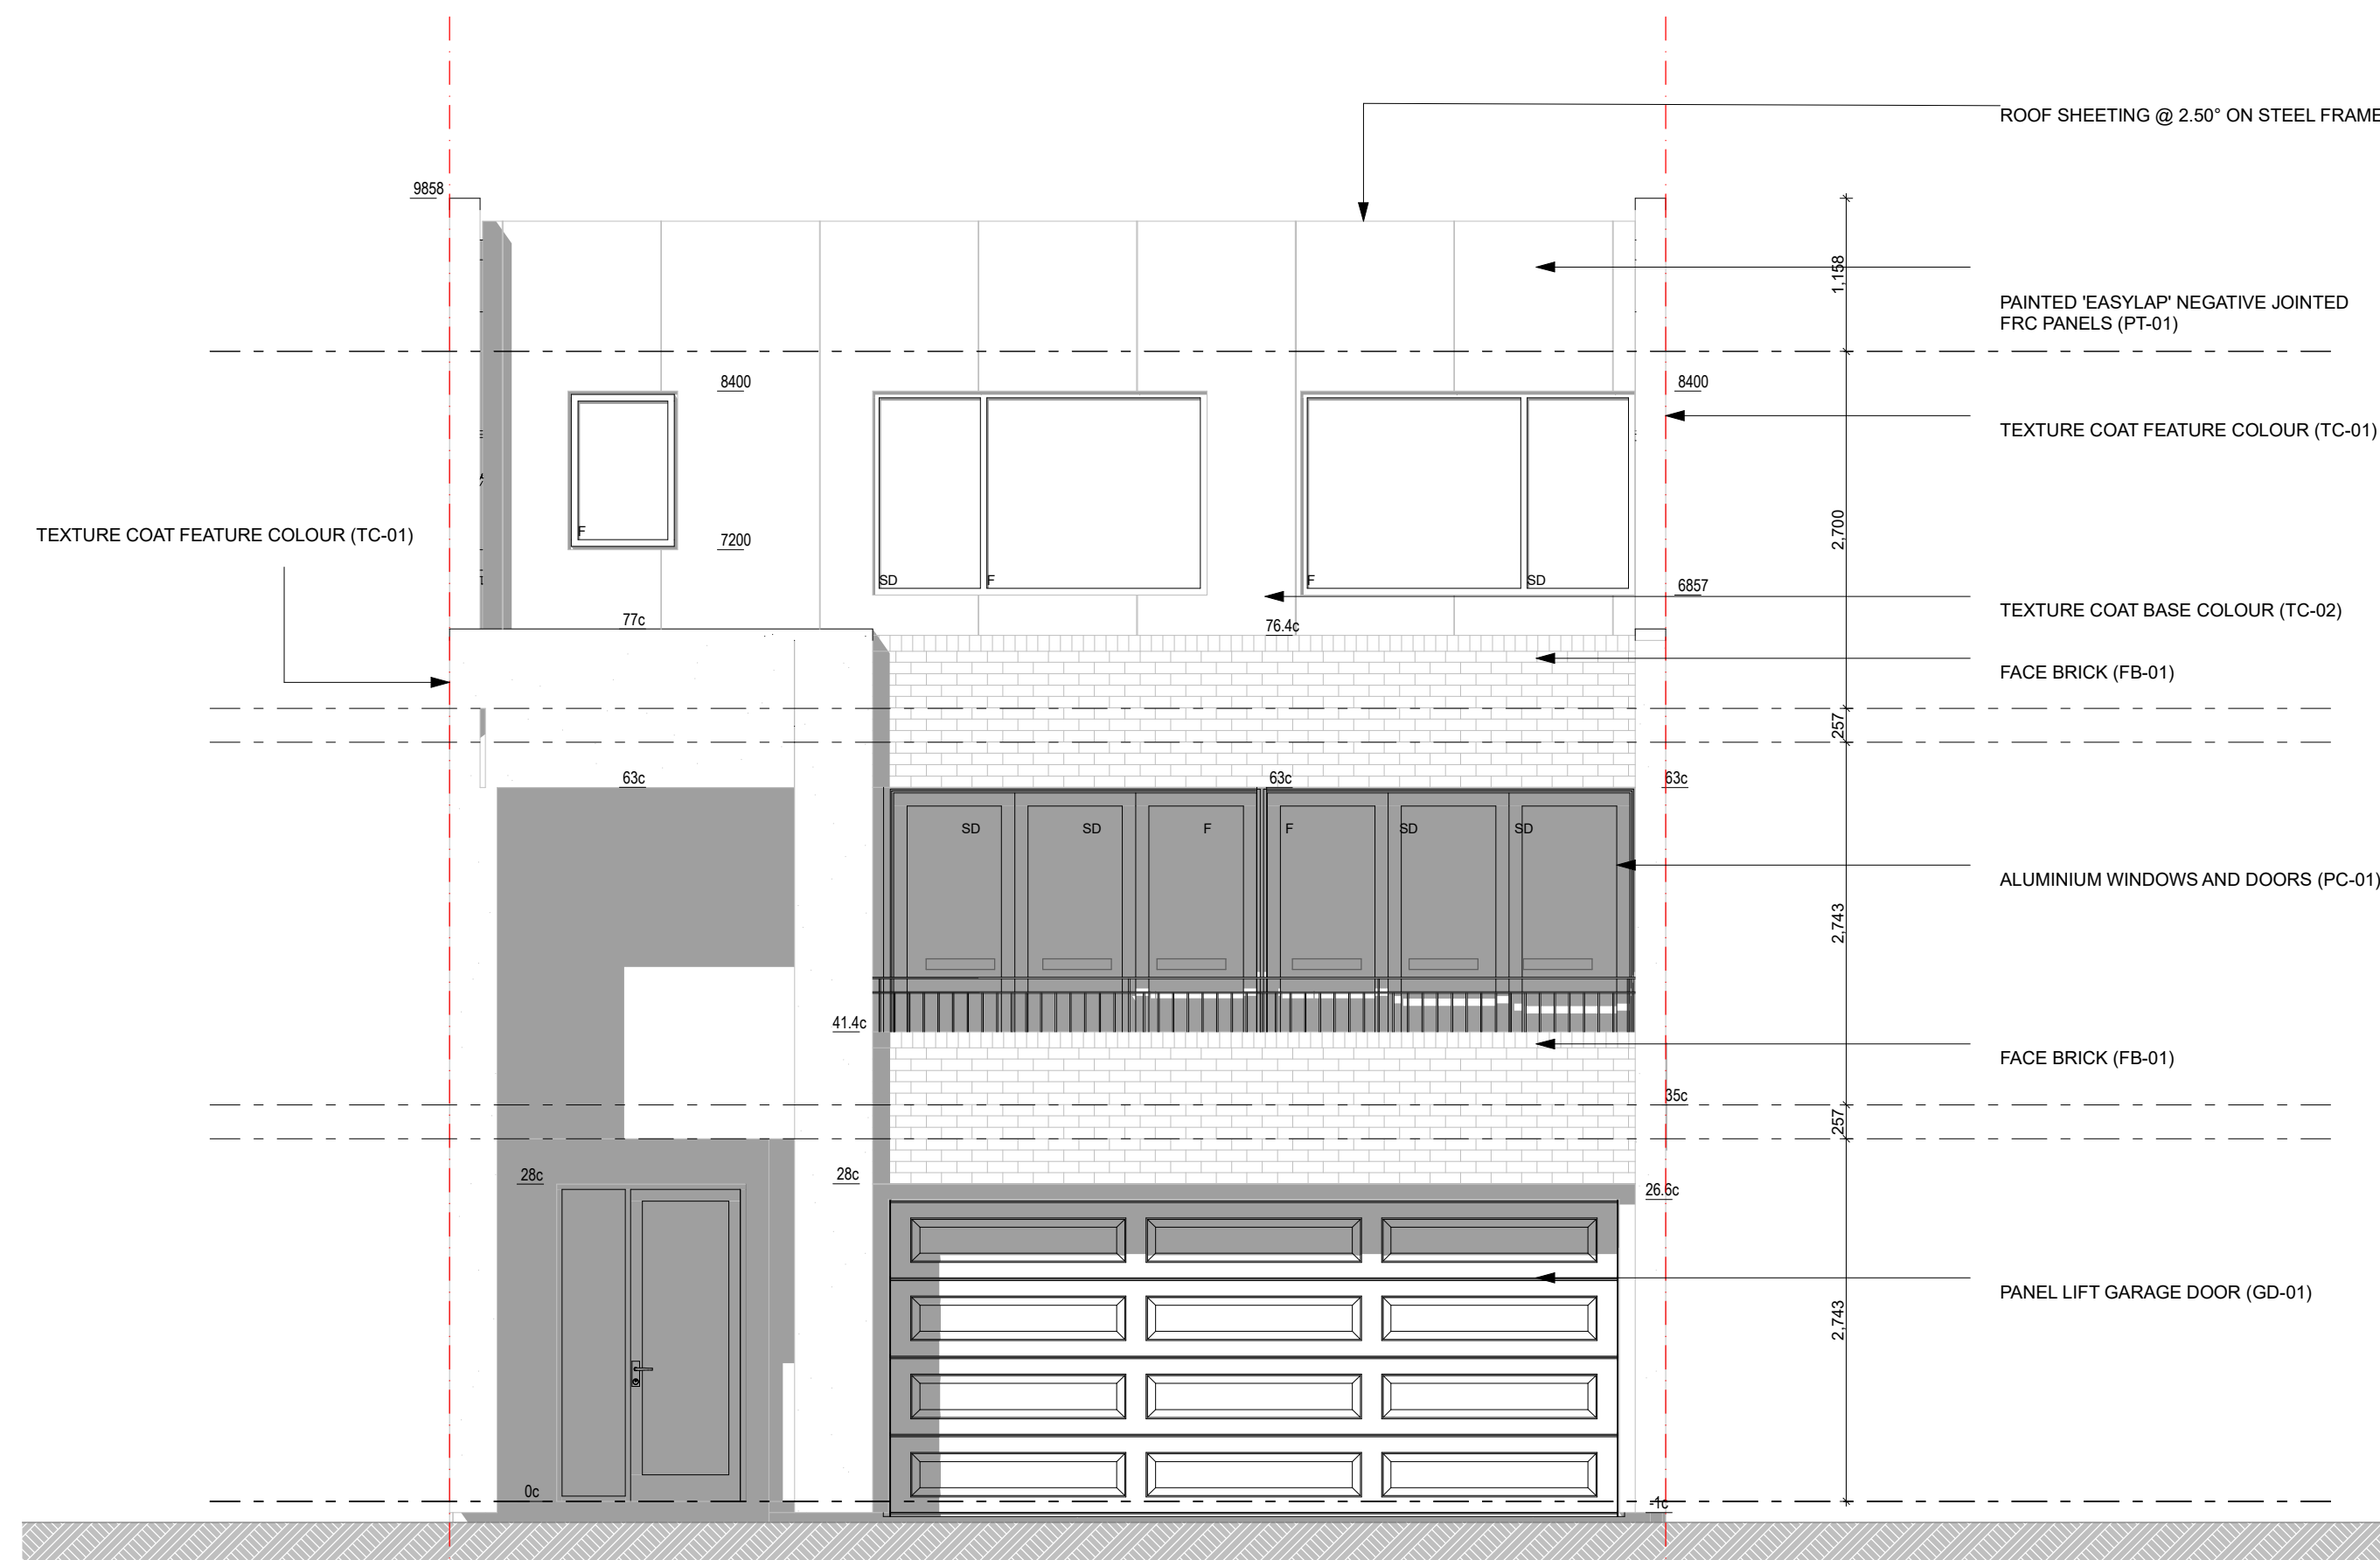 ROOF SHEETING @ 2.50° ON STEEL FRAME
9858
1,158
PAINTED 'EASYLAP' NEGATIVE JOINTED
FRC PANELS (PT-01)
8400
8400
TEXTURE COAT FEATURE COLOUR (TC-01)
F
TEXTURE COAT FEATURE COLOUR (TC-01)
7200
2,700
SD
F
F
SD
6857
77c
76.4c
TEXTURE COAT BASE COLOUR (TC-02)
FACE BRICK (FB-01)
257
63c
63c
63c
SD
SD
F
F
SD
SD
ALUMINIUM WINDOWS AND DOORS (PC-01)
2,743
41.4c
FACE BRICK (FB-01)
35c
257
28c
28c
26.6c
PANEL LIFT GARAGE DOOR (GD-01)
2,743
0c
-1c